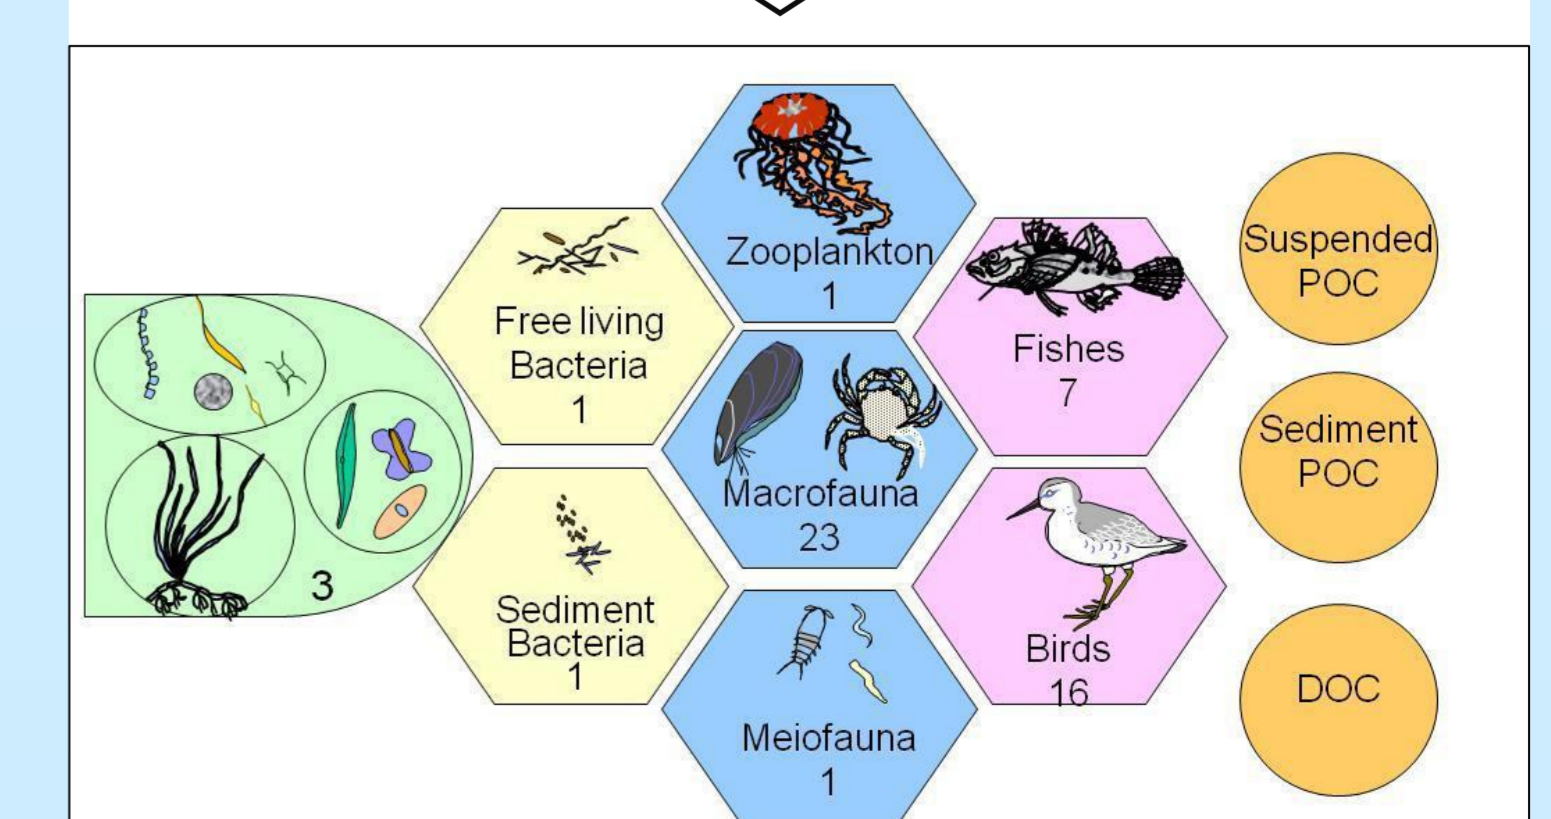 3
Free living
Bacteria
1
Sediment
Bacteria
1
Zooplankton
1
Macrofauna
23
Meiofauna
1
Fishes
7
Birds
16
Suspended
POC
Sediment
POC
DOC